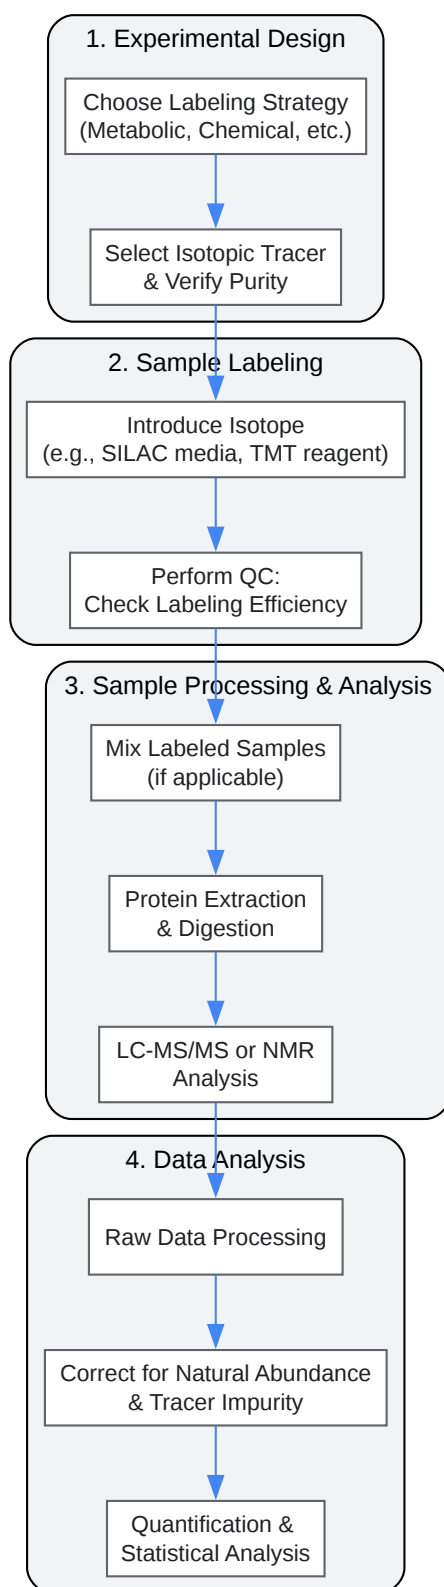 1. Experimental Design
Choose Labeling Strategy
(Metabolic, Chemical, etc.)
Select Isotopic Tracer
& Verify Purity
2. Sample Labeling
Introduce Isotope
(e.g., SILAC media, TMT reagent)
Perform QC:
Check Labeling Efficiency
3. Sample Processing & Analysis
Mix Labeled Samples
(if applicable)
Protein Extraction
& Digestion
LC-MS/MS or NMR
Analysis
4. Data Analysis
Raw Data Processing
Correct for Natural Abundance
& Tracer Impurity
Quantification &
Statistical Analysis